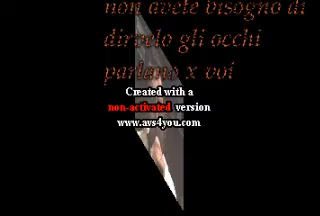 non avete bisogno di
dirvelo gli occhi
parlano x voi
Created with a
non-activated version
www.avs4you.com